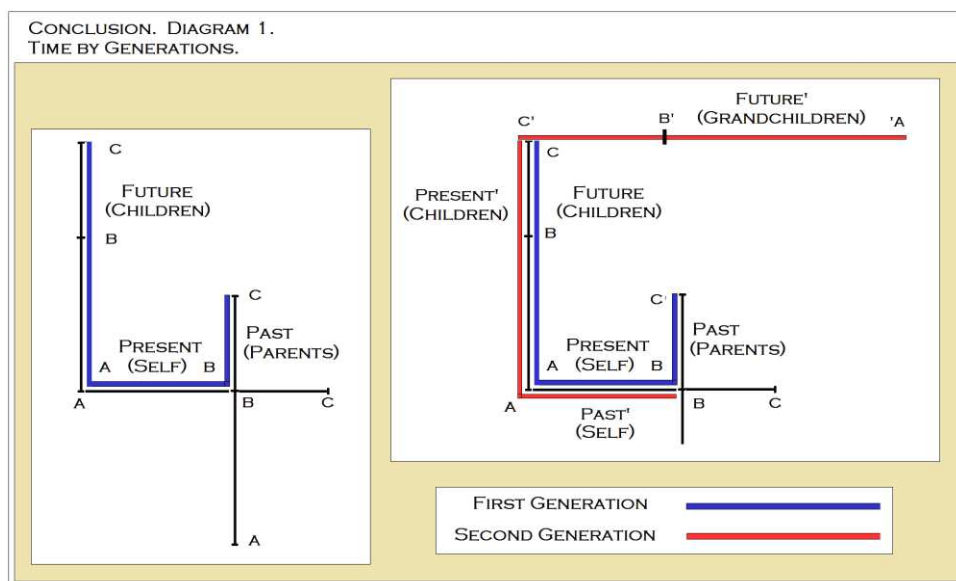 CONCLUSION. DIAGRAM 1.
TIME BY GENERATIONS.
C
FUTURE
(CHILDREN)
B
C
PAST
(PARENTS)
PRESENT
(SELF)
A
B
A
B
C
A
C'
B'
FUTURE'
(GRANDCHILDREN)
'A
C
PRESENT'
(CHILDREN)
FUTURE
(CHILDREN)
B
C'
PAST
(PARENTS)
PRESENT
(SELF)
A
B
A
B
C
PAST'
(SELF)
FIRST GENERATION
SECOND GENERATION